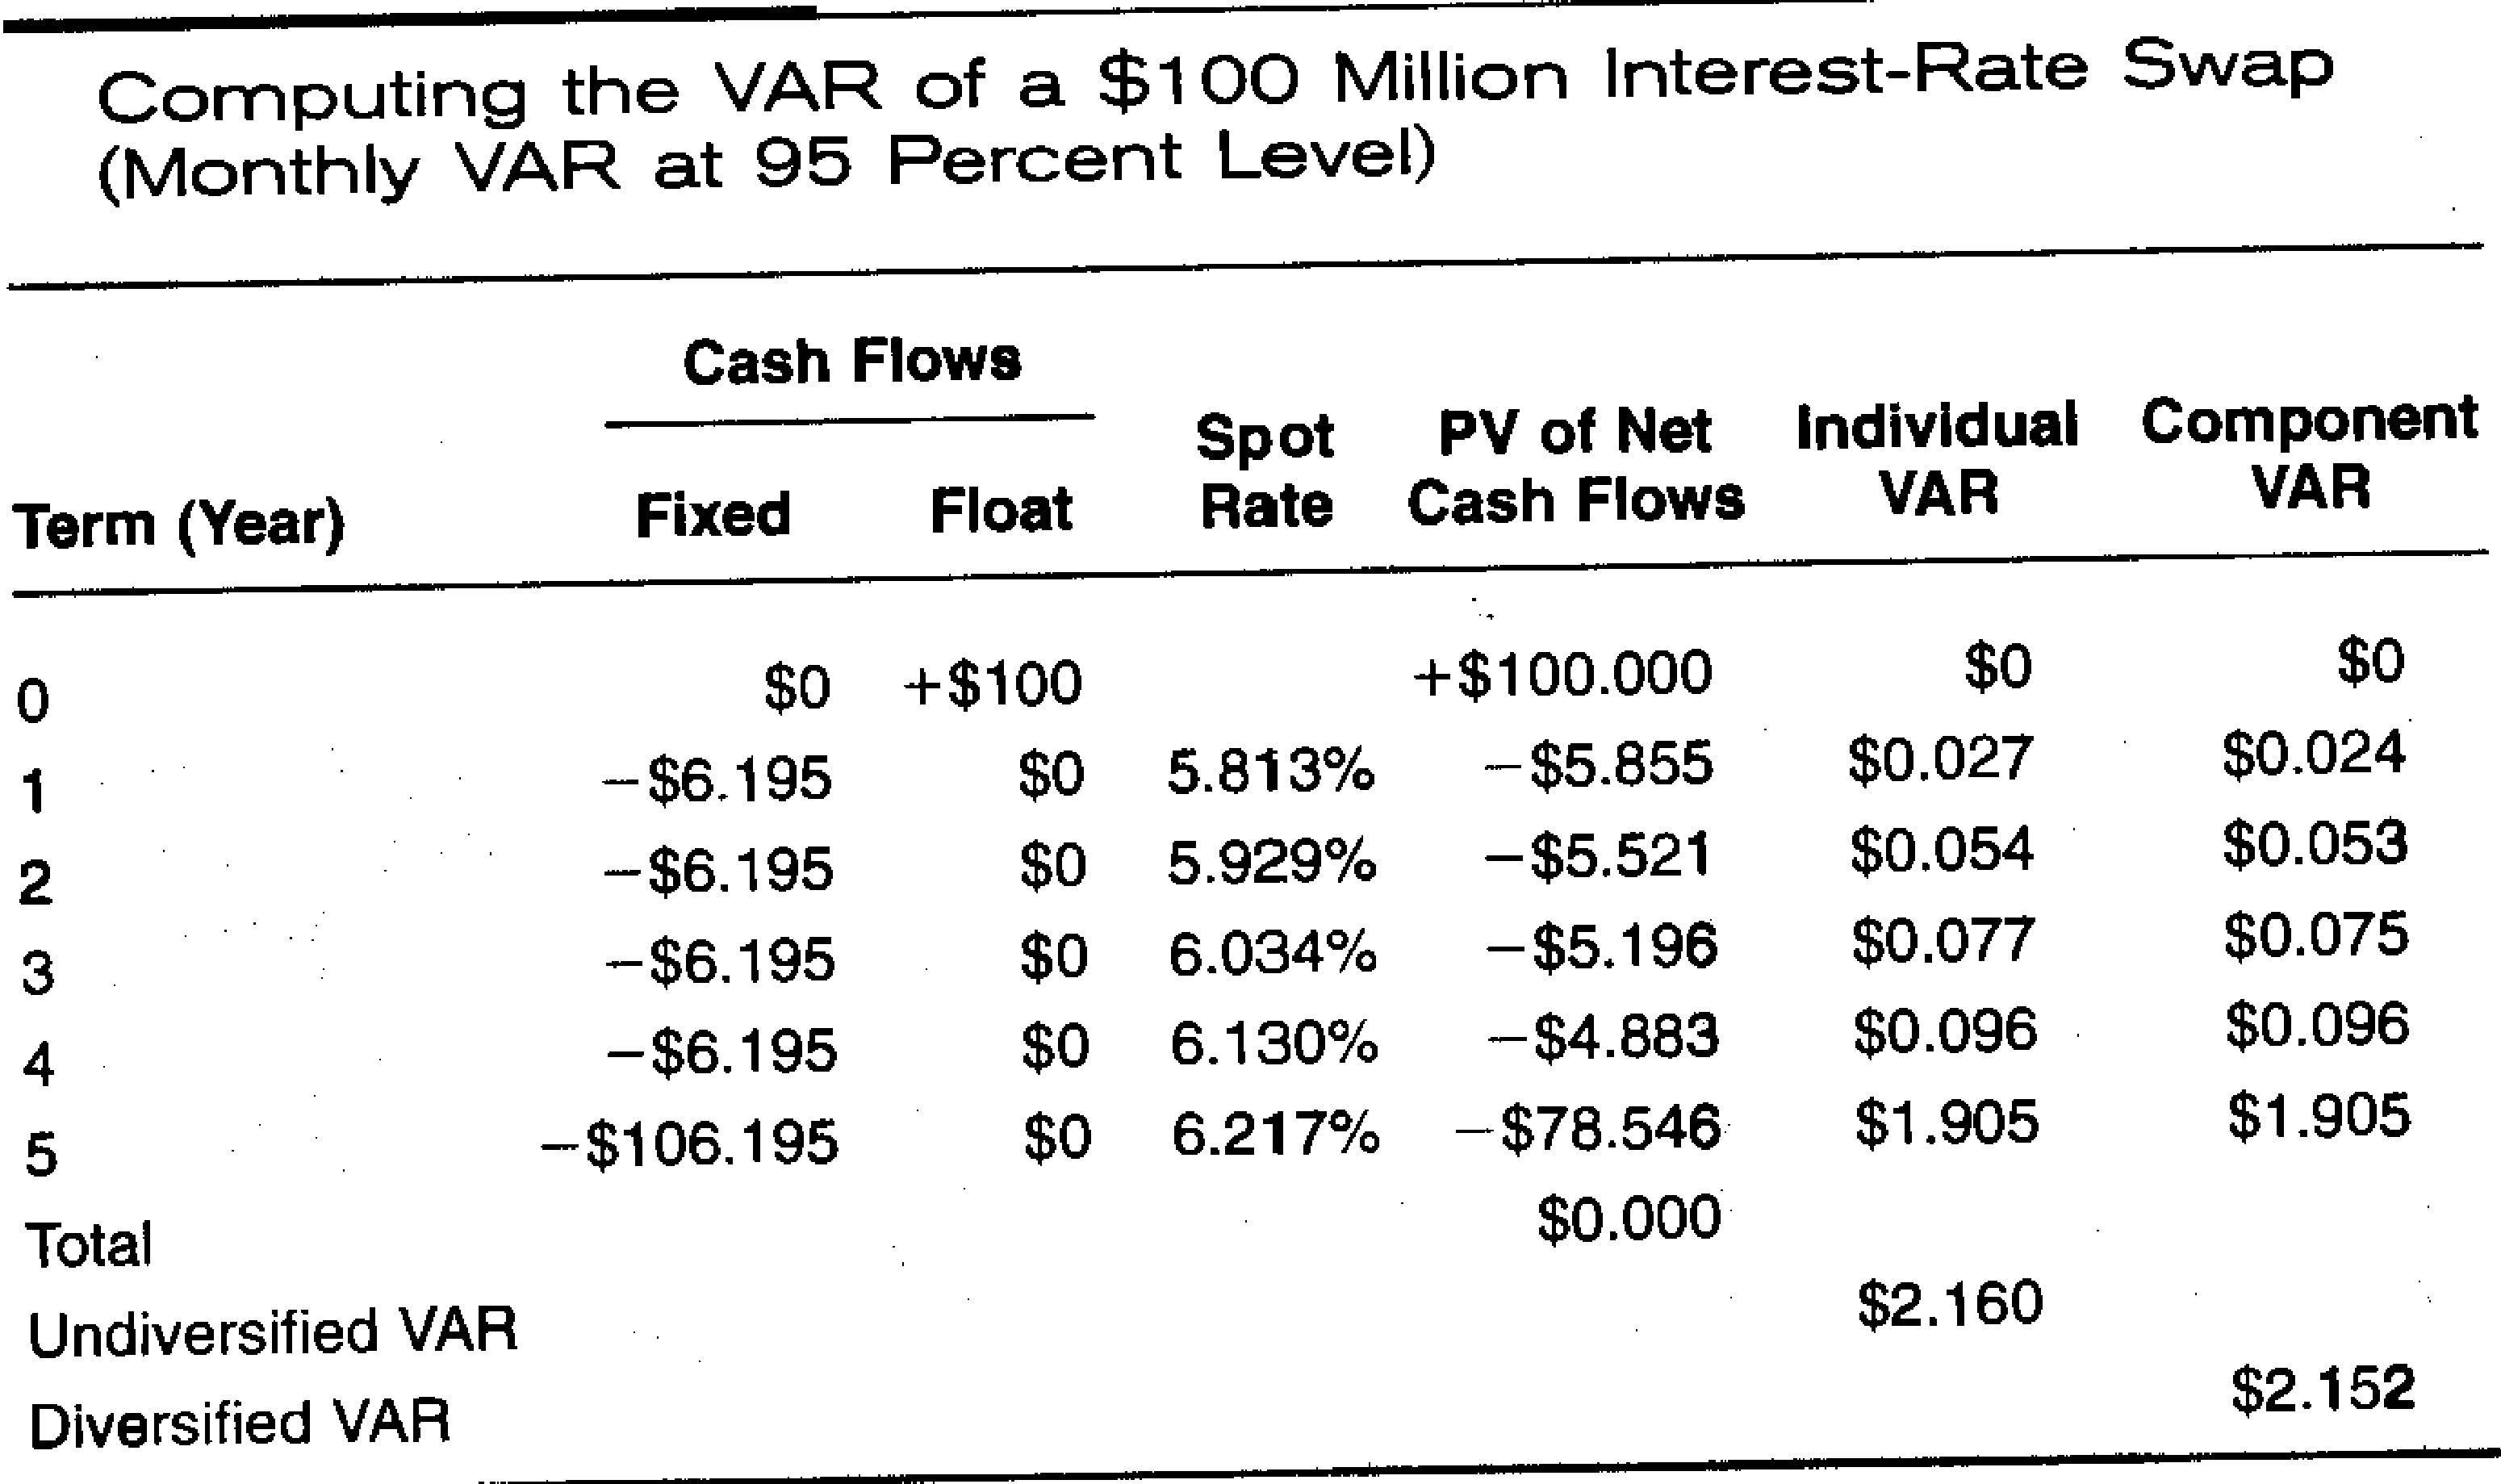 Computing the VAR of a $100 Million Interest-Rate Swap
(Monthly VAR at 95 Percent Level)
Cash Flows
Spot PV of Net Individual Component
Term (Year) Fixed Float Rate Cash Flows VAR VAR
0 $0 +$100 +$100.000 $0 $0
1 −$6.195 $0 5.813% −$5.855 $0.027 $0.024
2 −$6.195 $0 5.929% −$5.521 $0.054 $0.053
3 −$6.195 $0 6.034% −$5.196 $0.077 $0.075
4 −$6.195 $0 6.130% −$4.883 $0.096 $0.096
5 −$106.195 $0 6.217% −$78.546 $1.905 $1.905
Total $0.000
Undiversified VAR $2.160
Diversified VAR $2.152